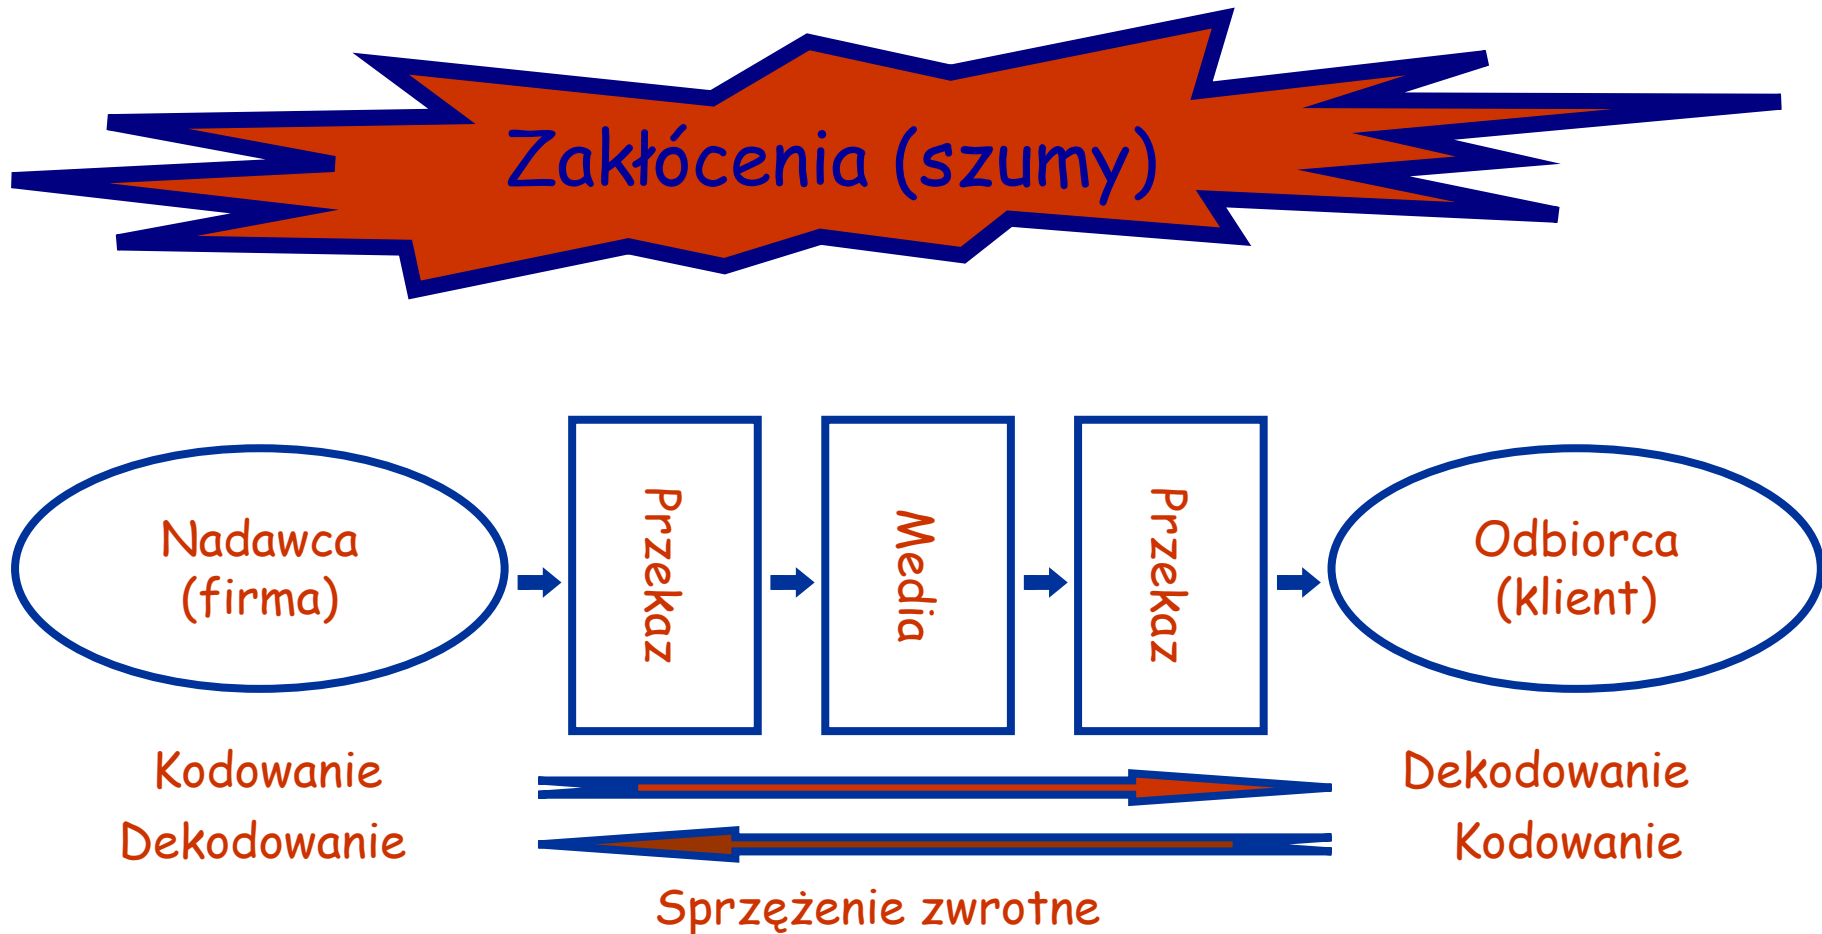 Zakłócenia (szumy)
Nadawca
(firma)
Przekaz
Media
Przekaz
Odbiorca
(klient)
Kodowanie
Dekodowanie
Dekodowanie
Kodowanie
Sprzężenie zwrotne